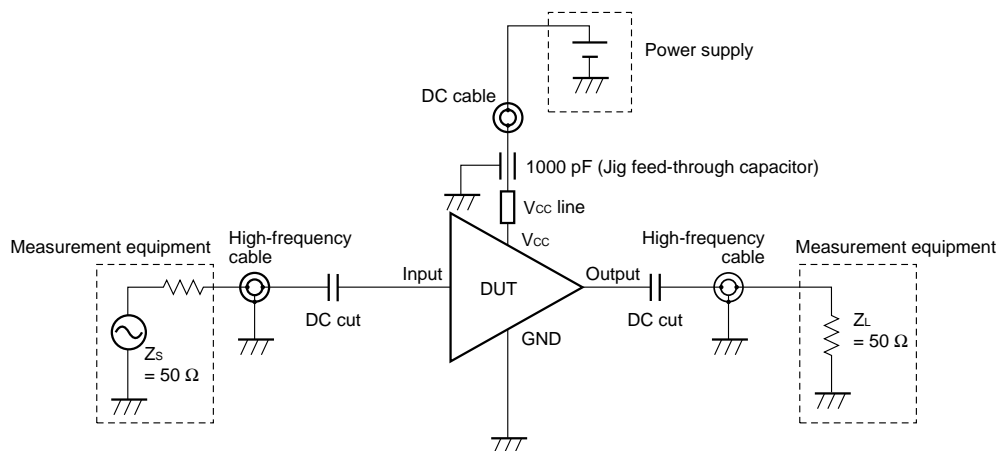 Power supply
DC cable
1000 pF (Jig feed-through capacitor)
VCC line
VCC
Measurement equipment
High-frequency
cable
Input
DUT
Output
High-frequency
cable
Measurement equipment
DC cut
DC cut
GND
ZS
= 50 Ω
ZL
= 50 Ω